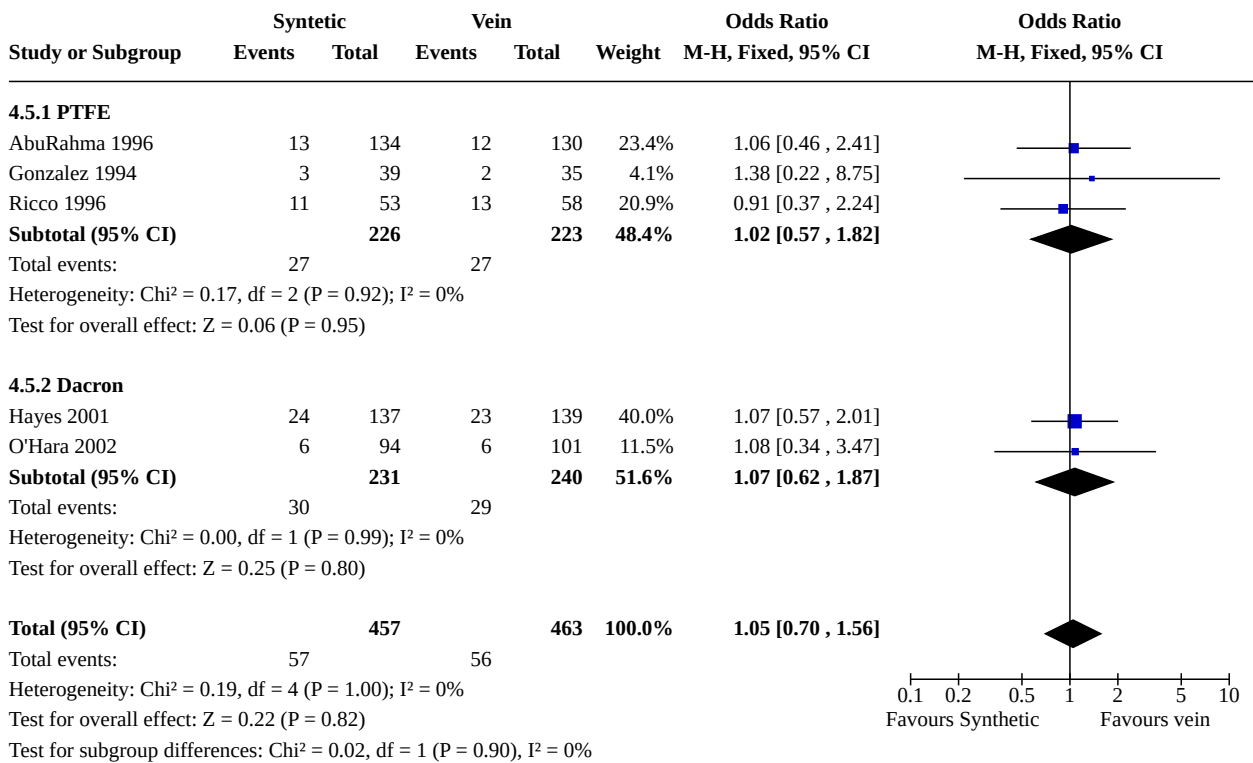 Syntetic Vein Odds Ratio Odds Ratio
Study or Subgroup Events Total Events Total Weight M-H, Fixed, 95% CI M-H, Fixed, 95% CI
4.5.1 PTFE
AbuRahma 1996 13 134 12 130 23.4% 1.06 [0.46 , 2.41]
Gonzalez 1994 3 39 2 35 4.1% 1.38 [0.22 , 8.75]
Ricco 1996 11 53 13 58 20.9% 0.91 [0.37 , 2.24]
Subtotal (95% CI) 226 223 48.4% 1.02 [0.57 , 1.82]
Total events: 27 27
Heterogeneity: Chi² = 0.17, df = 2 (P = 0.92); I² = 0%
Test for overall effect: Z = 0.06 (P = 0.95)
4.5.2 Dacron
Hayes 2001 24 137 23 139 40.0% 1.07 [0.57 , 2.01]
O'Hara 2002 6 94 6 101 11.5% 1.08 [0.34 , 3.47]
Subtotal (95% CI) 231 240 51.6% 1.07 [0.62 , 1.87]
Total events: 30 29
Heterogeneity: Chi² = 0.00, df = 1 (P = 0.99); I² = 0%
Test for overall effect: Z = 0.25 (P = 0.80)
Total (95% CI) 457 463 100.0% 1.05 [0.70 , 1.56]
Total events: 57 56
Heterogeneity: Chi² = 0.19, df = 4 (P = 1.00); I² = 0%
0.1 0.2 0.5 1 2 5 10
Test for overall effect: Z = 0.22 (P = 0.82) Favours Synthetic Favours vein
Test for subgroup differences: Chi² = 0.02, df = 1 (P = 0.90), I² = 0%